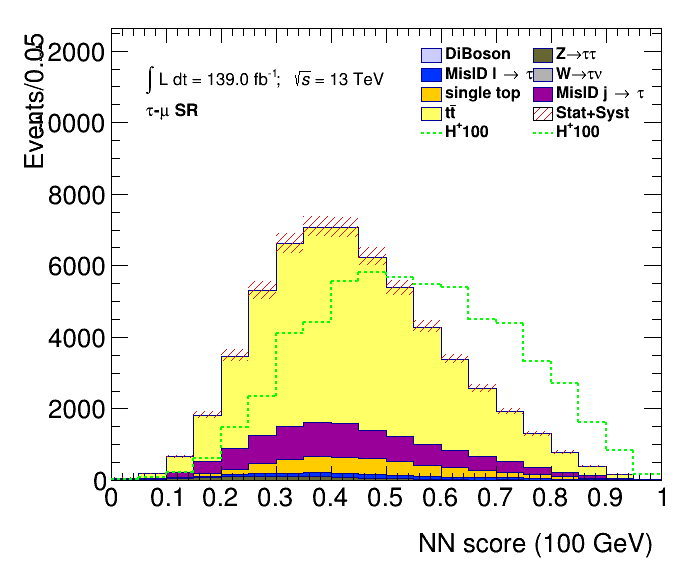 Events/0.05
2000
0000
8000
6000
4000
2000
0
∫ L dt = 139.0 fb⁻¹; √s = 13 TeV
τ-μ SR
DiBoson
Z→ττ
MisID l → τ
W→τν
single top
MisID j → τ
tt̄
Stat+Syst
H⁺100
H⁺100
0 0.1 0.2 0.3 0.4 0.5 0.6 0.7 0.8 0.9 1
NN score (100 GeV)